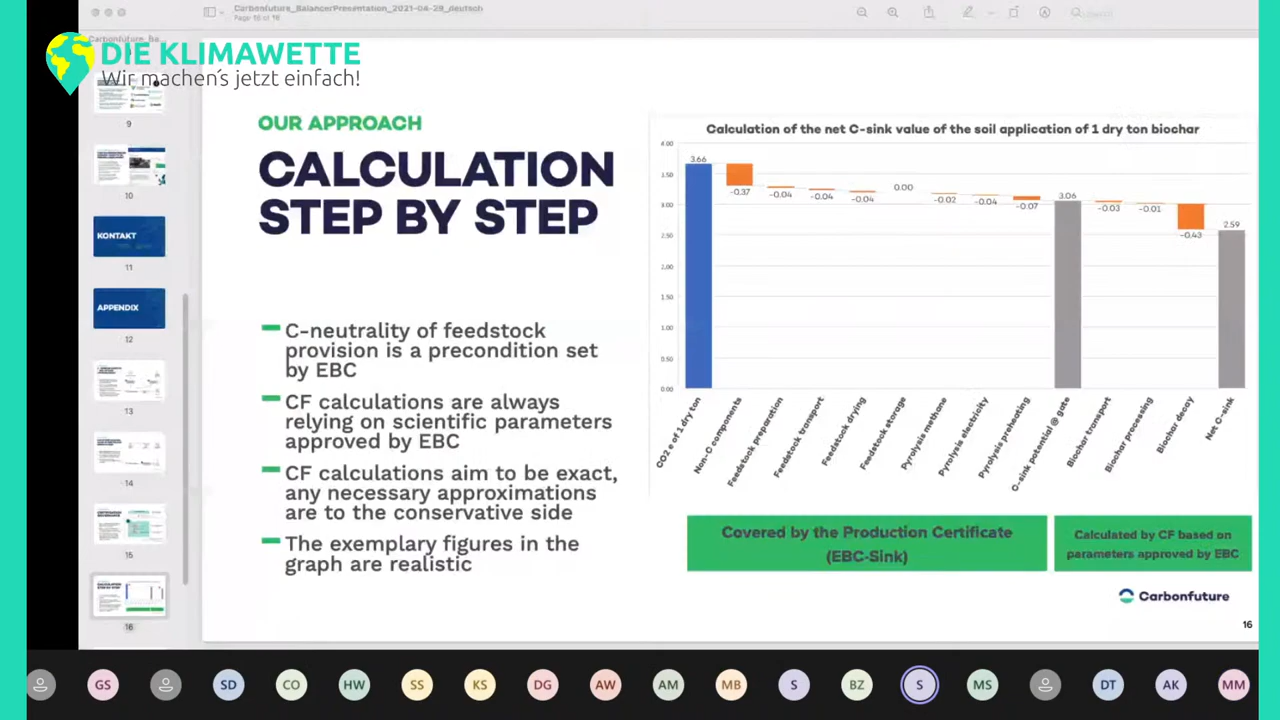 Carbonfuture_BalancerPresentation_2021-04-29_deutsch
Page 16 of 16
Search
Carbonfuture_Ba...
DIE KLIMAWETTE
Wir machen´s jetzt einfach!
9
10
KONTAKT
11
APPENDIX
12
13
14
15
16
OUR APPROACH
CALCULATION
STEP BY STEP
C-neutrality of feedstock
provision is a precondition set
by EBC
CF calculations are always
relying on scientific parameters
approved by EBC
CF calculations aim to be exact,
any necessary approximations
are to the conservative side
The exemplary figures in the
graph are realistic
Calculation of the net C-sink value of the soil application of 1 dry ton biochar
4.00
3.50
3.00
2.50
2.00
1.50
1.00
0.50
0.00
3.66
-0.37
-0.04
-0.04
-0.04
0.00
-0.02
-0.04
-0.07
3.06
-0.03
-0.01
-0.43
2.59
CO2 e of 1 dry ton
Non-C components
Feedstock preparation
Feedstock transport
Feedstock drying
Feedstock storage
Pyrolysis methane
Pyrolysis electricity
Pyrolysis preheating
C-sink potential @ gate
Biochar transport
Biochar processing
Biochar decay
Net C-sink
Covered by the Production Certificate
(EBC-Sink)
Calculated by CF based on
parameters approved by EBC
Carbonfuture
16
GS
SD
CO
HW
SS
KS
DG
AW
AM
MB
S
BZ
S
MS
DT
AK
MM